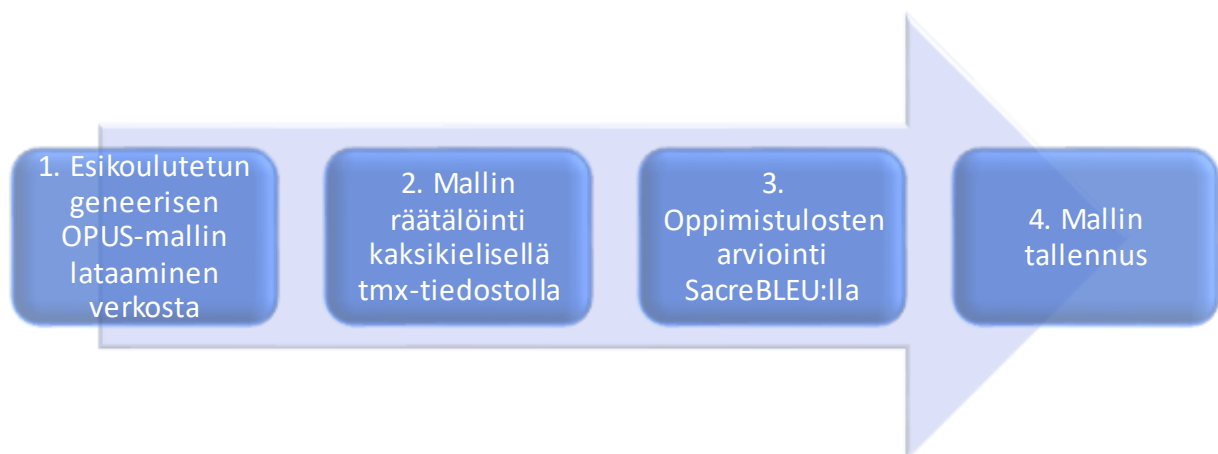 1. Esikoulutetun
geneerisen
OPUS-mallin
lataaminen
verkosta
2. Mallin
räätälöinti
kaksikielisellä
tmx-tiedostolla
3.
Oppimistulosten
arviointi
SacreBLEU:lla
4. Mallin
tallennus